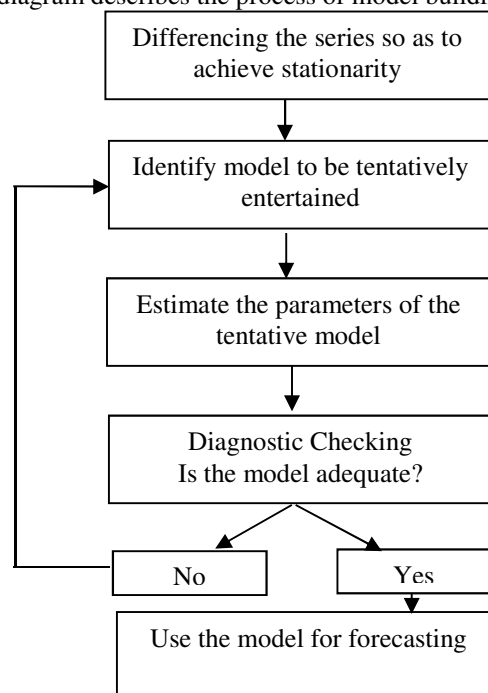 diagram describes the process of model buildi
Differencing the series so as to
achieve stationarity
Identify model to be tentatively
entertained
Estimate the parameters of the
tentative model
Diagnostic Checking
Is the model adequate?
No
Yes
Use the model for forecasting